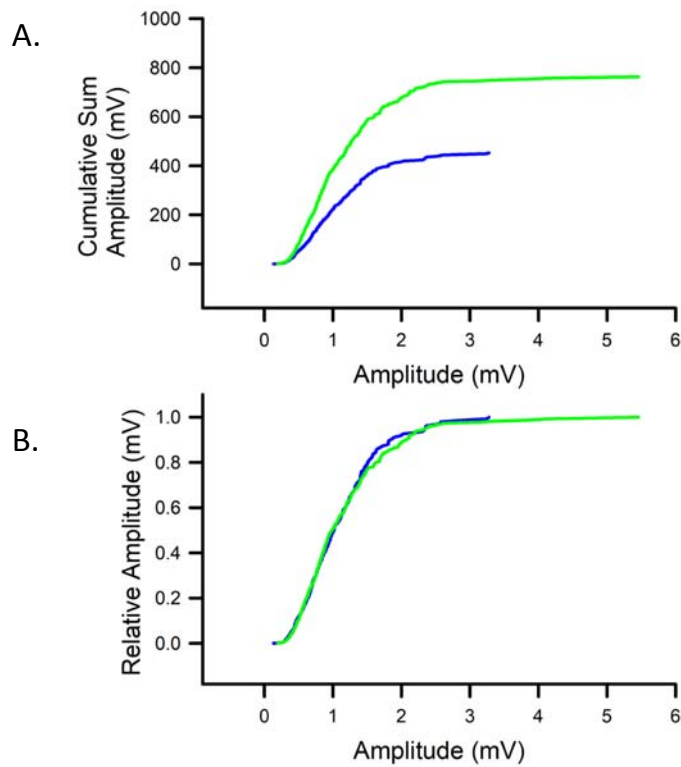 A.
Cumulative Sum
Amplitude (mV)
1000
800
600
400
200
0
0 1 2 3 4 5 6
Amplitude (mV)
B.
Relative Amplitude (mV)
1.0
0.8
0.6
0.4
0.2
0.0
0 1 2 3 4 5 6
Amplitude (mV)